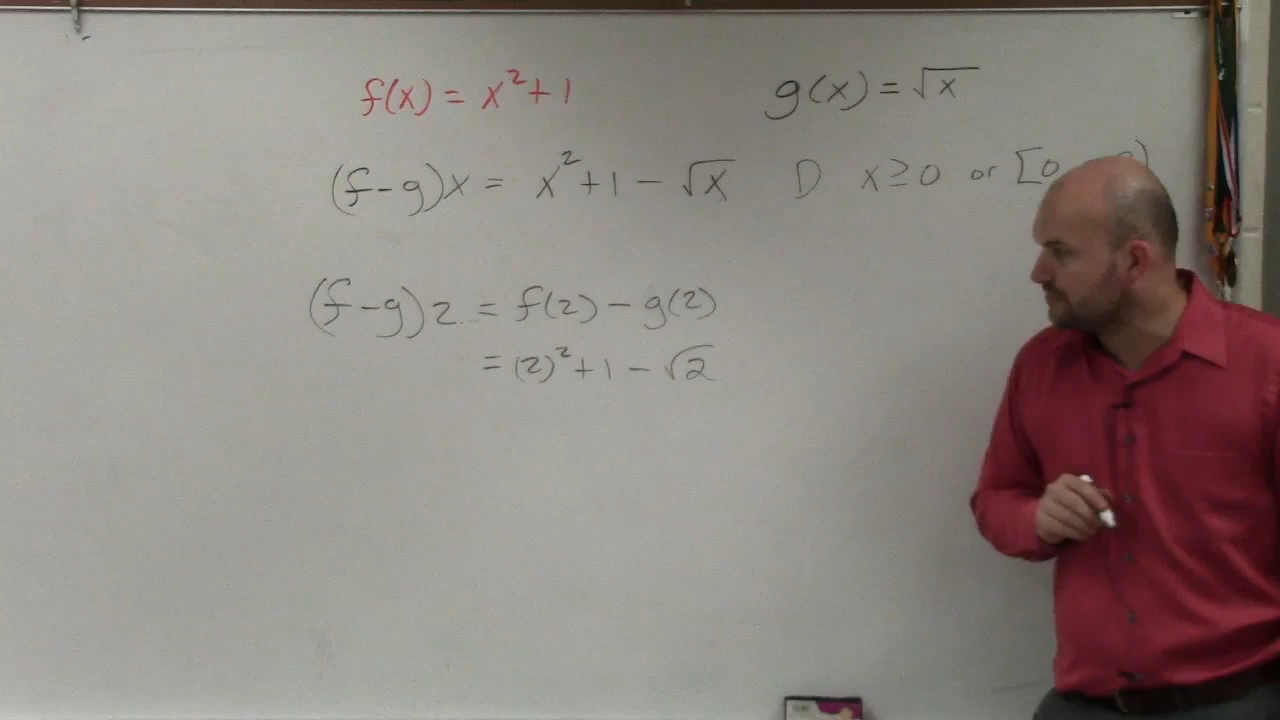 f(x) = x² + 1 g(x) = √x
(f-g)x = x² + 1 - √x D x ≥ 0 or [0
(f-g)2 = f(2) - g(2)
= (2)² + 1 - √2